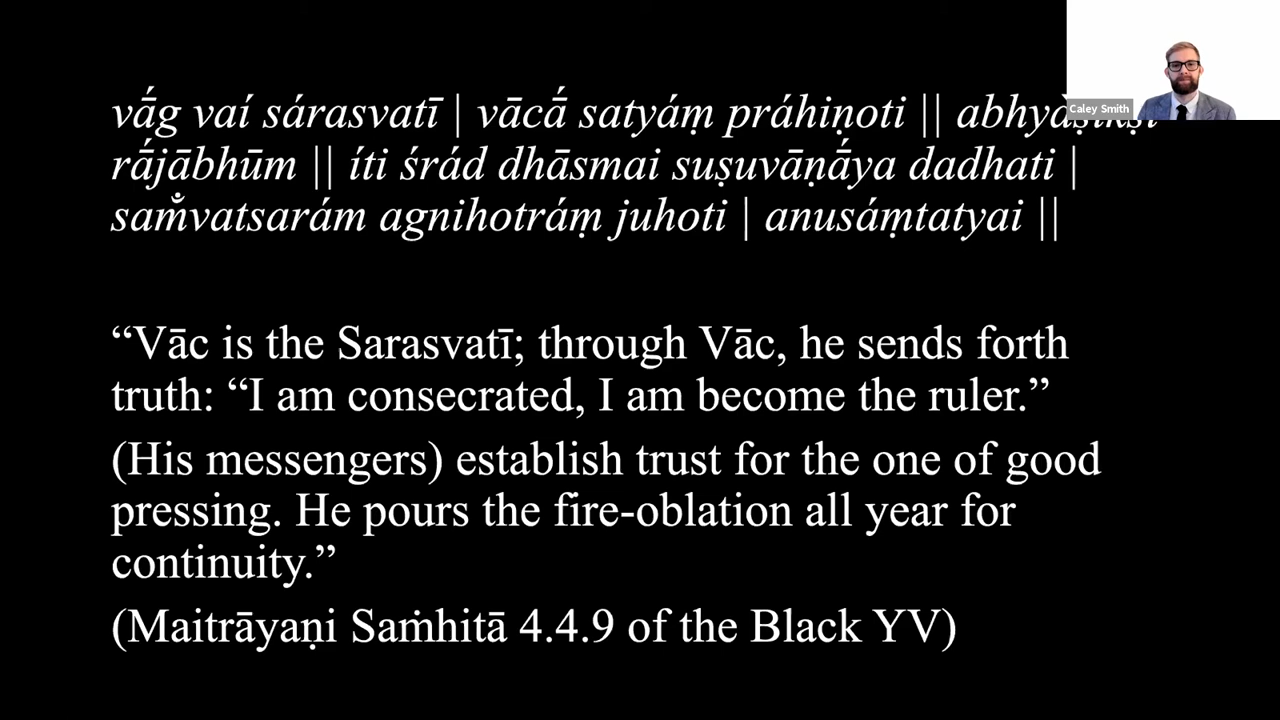 vā́g vaí sárasvatī | vācā́ satyáṃ práhiṇoti ||
rā́jābhūm || íti śrád dhāsmai suṣuvāṇā́ya dadhati |
sam̐vatsarám agnihotráṃ juhoti | anusáṃtatyai ||
“Vāc is the Sarasvatī; through Vāc, he sends forth
truth: “I am consecrated, I am become the ruler.”
(His messengers) establish trust for the one of good
pressing. He pours the fire-oblation all year for
continuity.”
(Maitrāyaṇi Saṁhitā 4.4.9 of the Black YV)
Caley Smith